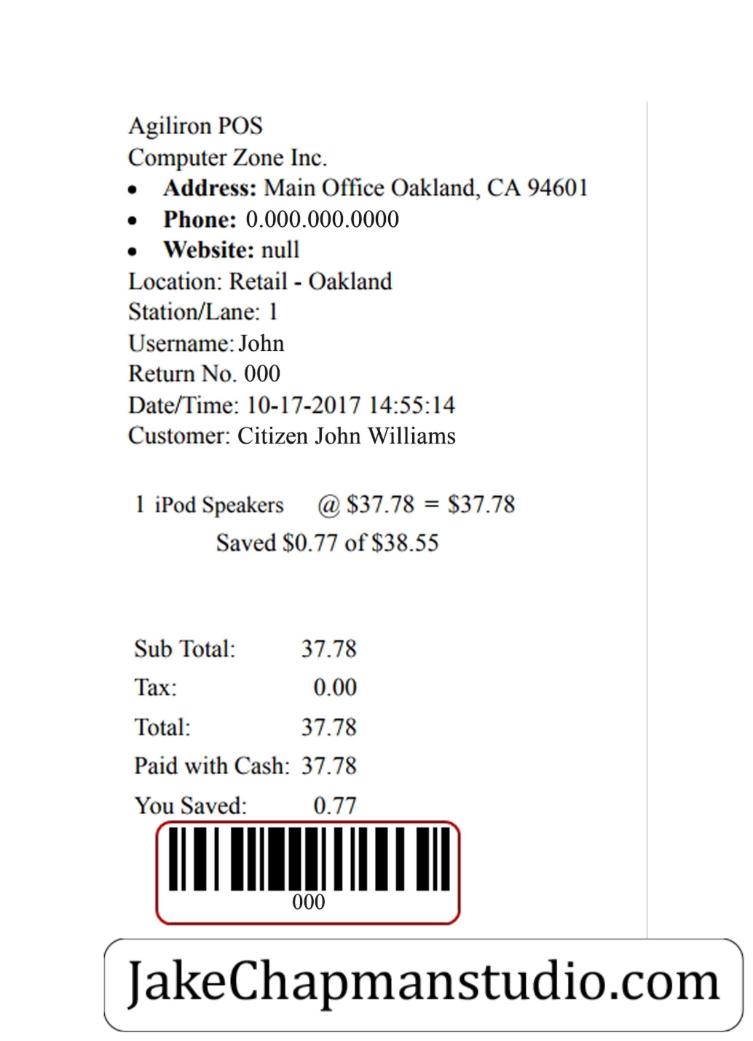 Agiliron POS
Computer Zone Inc.
• Address: Main Office Oakland, CA 94601
• Phone: 0.000.000.0000
• Website: null
Location: Retail - Oakland
Station/Lane: 1
Username: John
Return No. 000
Date/Time: 10-17-2017 14:55:14
Customer: Citizen John Williams
1 iPod Speakers @ $37.78 = $37.78
Saved $0.77 of $38.55
Sub Total: 37.78
Tax: 0.00
Total: 37.78
Paid with Cash: 37.78
You Saved: 0.77
000
JakeChapmanstudio.com